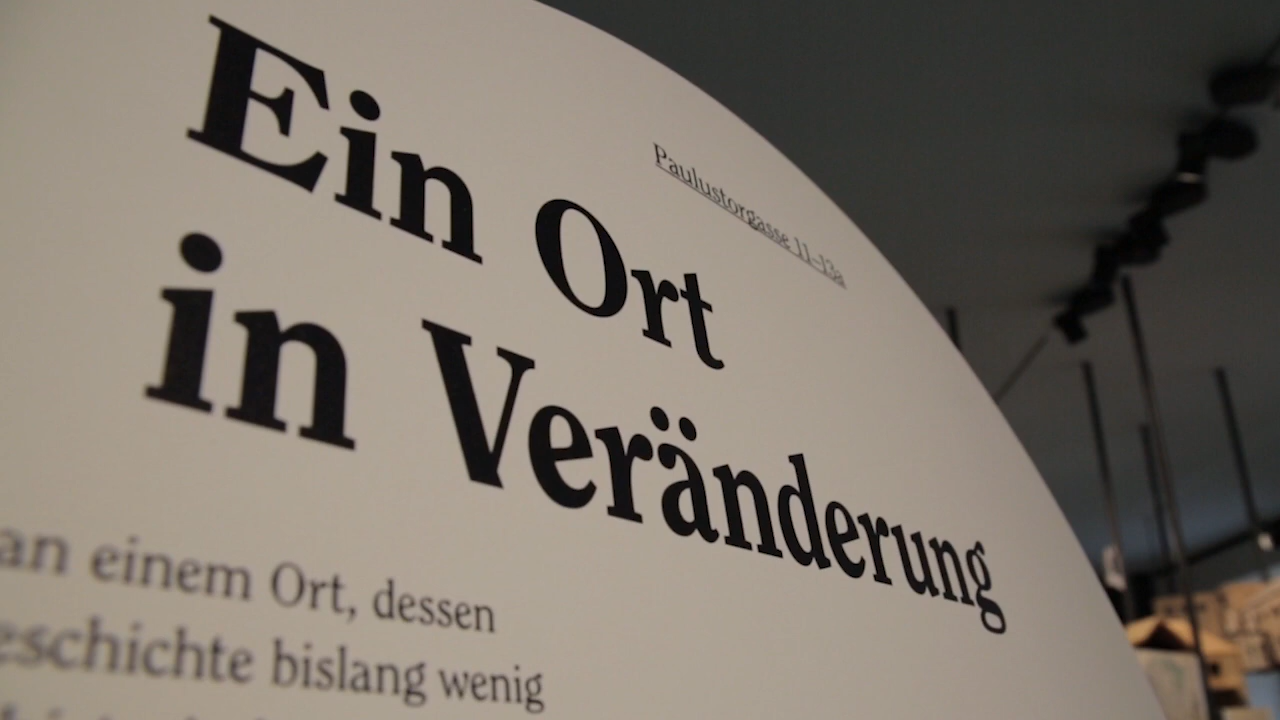 Paulustorgasse 11–13a
Ein Ort
in Veränderung
an einem Ort, dessen
eschichte bislang wenig